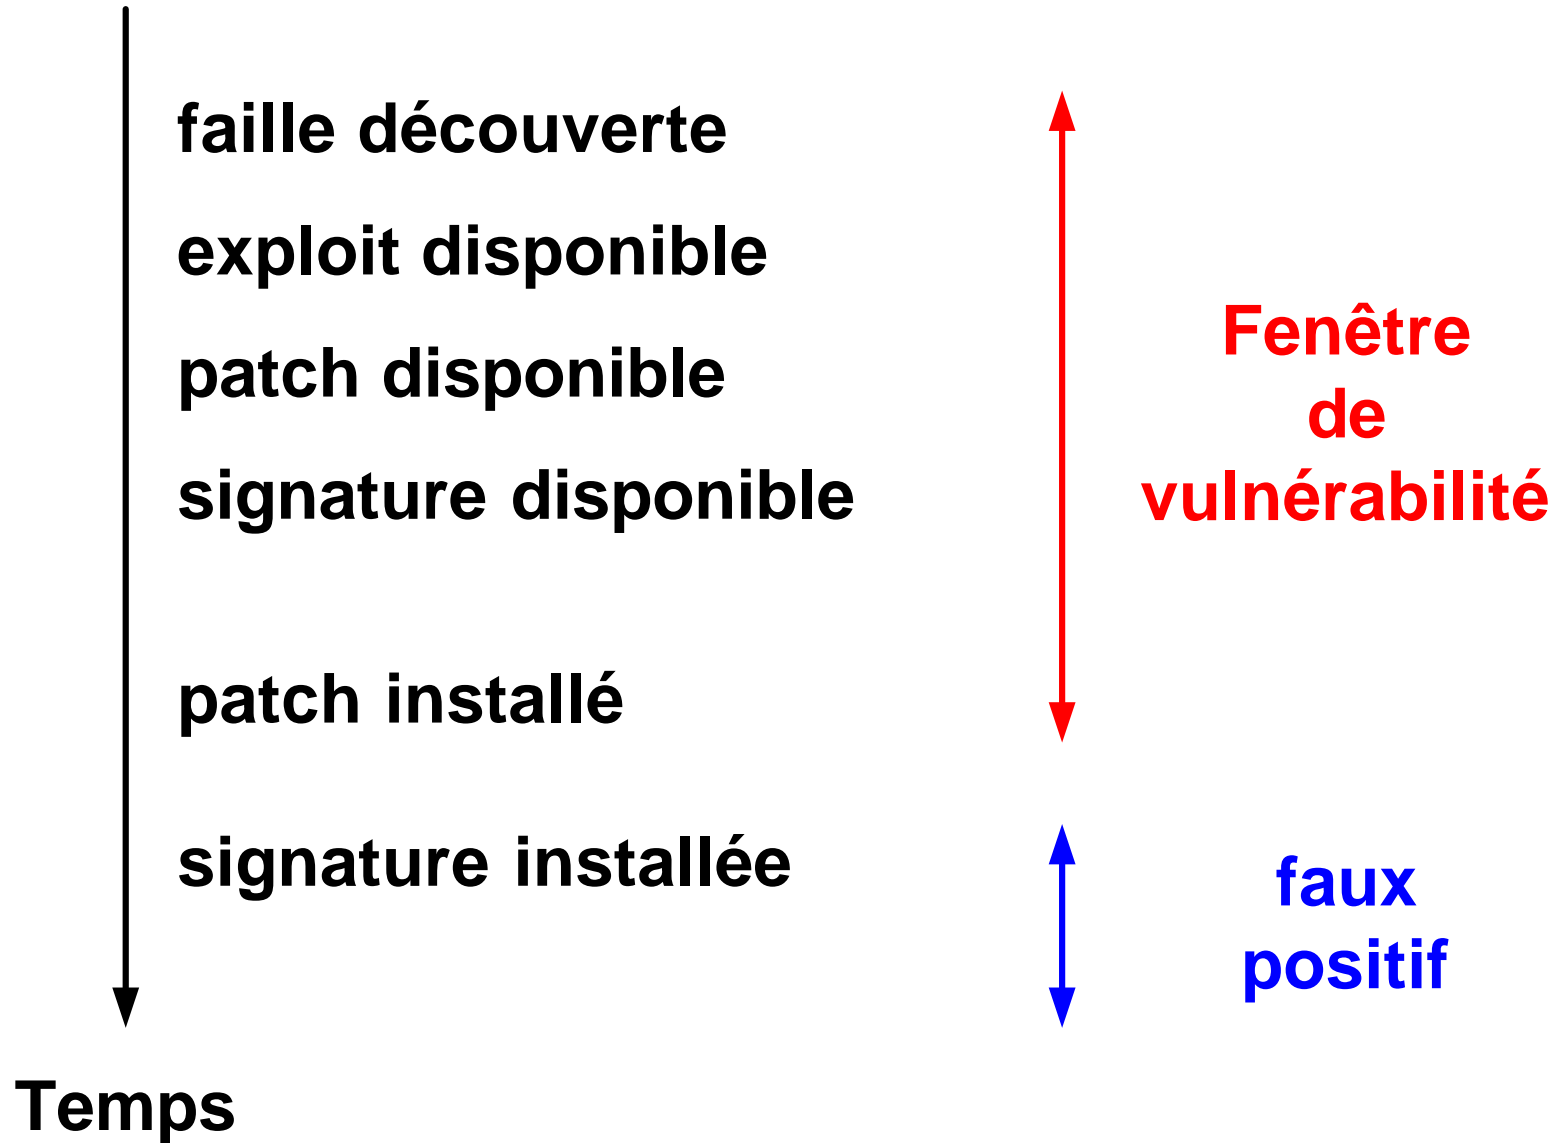 faille découverte
exploit disponible
patch disponible
signature disponible
patch installé
signature installée
Fenêtre
de
vulnérabilité
faux
positif
Temps